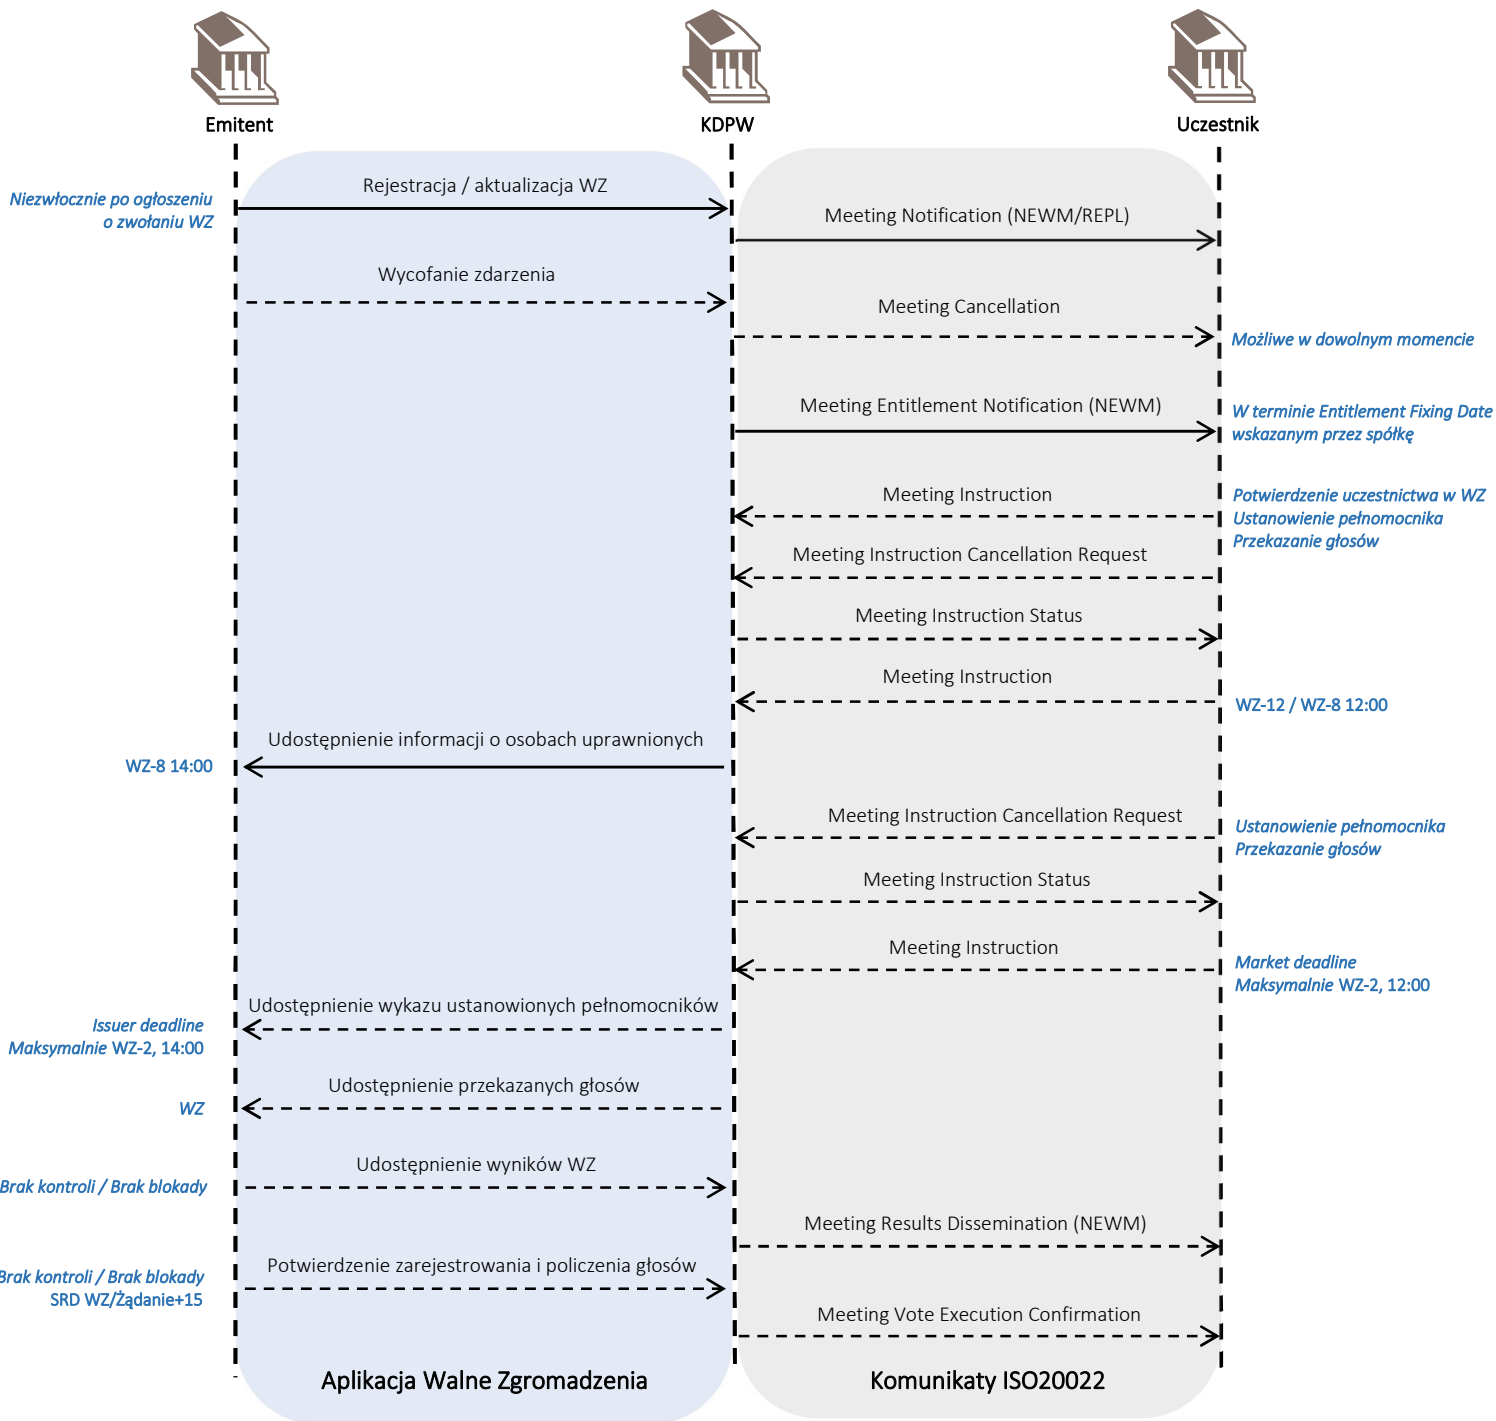 Emitent
KDPW
Uczestnik
Rejestracja / aktualizacja WZ
Niezwłocznie po ogłoszeniu
o zwołaniu WZ
Meeting Notification (NEWM/REPL)
Wycofanie zdarzenia
Meeting Cancellation
Możliwe w dowolnym momencie
Meeting Entitlement Notification (NEWM)
W terminie Entitlement Fixing Date
wskazanym przez spółkę
Meeting Instruction
Potwierdzenie uczestnictwa w WZ
Ustanowienie pełnomocnika
Przekazanie głosów
Meeting Instruction Cancellation Request
Meeting Instruction Status
Meeting Instruction
WZ-12 / WZ-8 12:00
Udostępnienie informacji o osobach uprawnionych
WZ-8 14:00
Meeting Instruction Cancellation Request
Ustanowienie pełnomocnika
Przekazanie głosów
Meeting Instruction Status
Meeting Instruction
Market deadline
Maksymalnie WZ-2, 12:00
Udostępnienie wykazu ustanowionych pełnomocników
Issuer deadline
Maksymalnie WZ-2, 14:00
Udostępnienie przekazanych głosów
WZ
Udostępnienie wyników WZ
Brak kontroli / Brak blokady
Meeting Results Dissemination (NEWM)
Potwierdzenie zarejestrowania i policzenia głosów
Brak kontroli / Brak blokady
SRD WZ/Żądanie+15
Meeting Vote Execution Confirmation
Aplikacja Walne Zgromadzenia
Komunikaty ISO20022